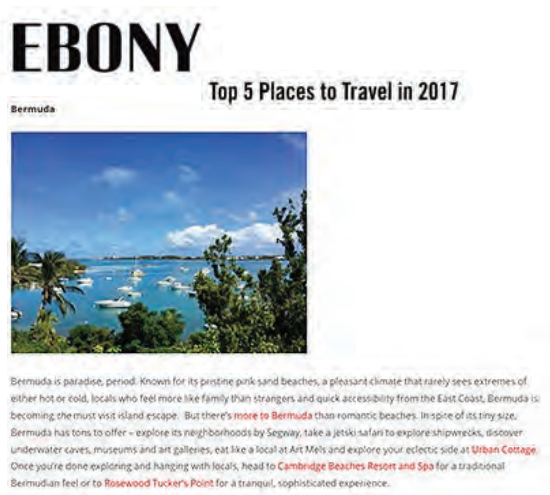 EBONY
Top 5 Places to Travel in 2017
Bermuda
Bermuda is paradise, period. Known for its pristine pink sand beaches, a pleasant climate that rarely sees extremes of
either hot or cold, locals who feel more like family than strangers and quick accessibility from the East Coast, Bermuda is
becoming the must visit island escape. But there's more to Bermuda than romantic beaches. In spite of its tiny size,
Bermuda has tons to offer – explore its neighborhoods by Segway, take a jetski safari to explore shipwrecks, discover
underwater caves, museums and art galleries, eat like a local at Art Mels and explore your eclectic side at Urban Cottage.
Once you're done exploring and hanging with locals, head to Cambridge Beaches Resort and Spa for a traditional
Bermudian feel or to Rosewood Tucker's Point for a tranquil, sophisticated experience.